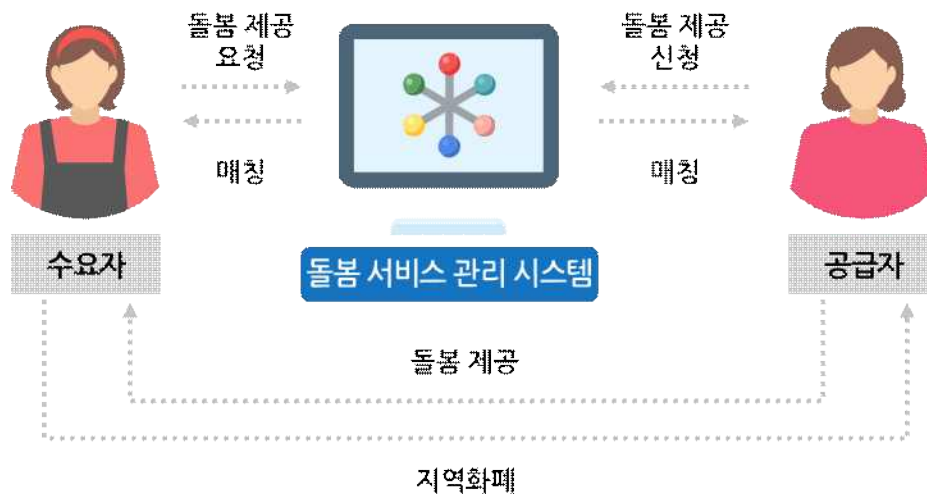 돌봄 제공
요청
돌봄 제공
신청
매칭
매칭
수요자
돌봄 서비스 관리 시스템
공급자
돌봄 제공
지역화폐